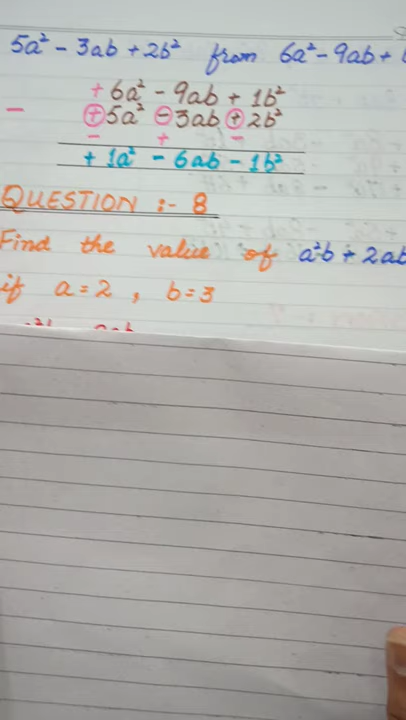 5a² - 3ab + 2b² from 6a² - 9ab +
+ 6a² - 9ab + 1b²
- ⊕5a² ⊖3ab ⊕2b²
- + -
+ 1a² - 6ab - 1b²
QUESTION :- 8
Find the value of a²b + 2ab
if a = 2 , b = 3